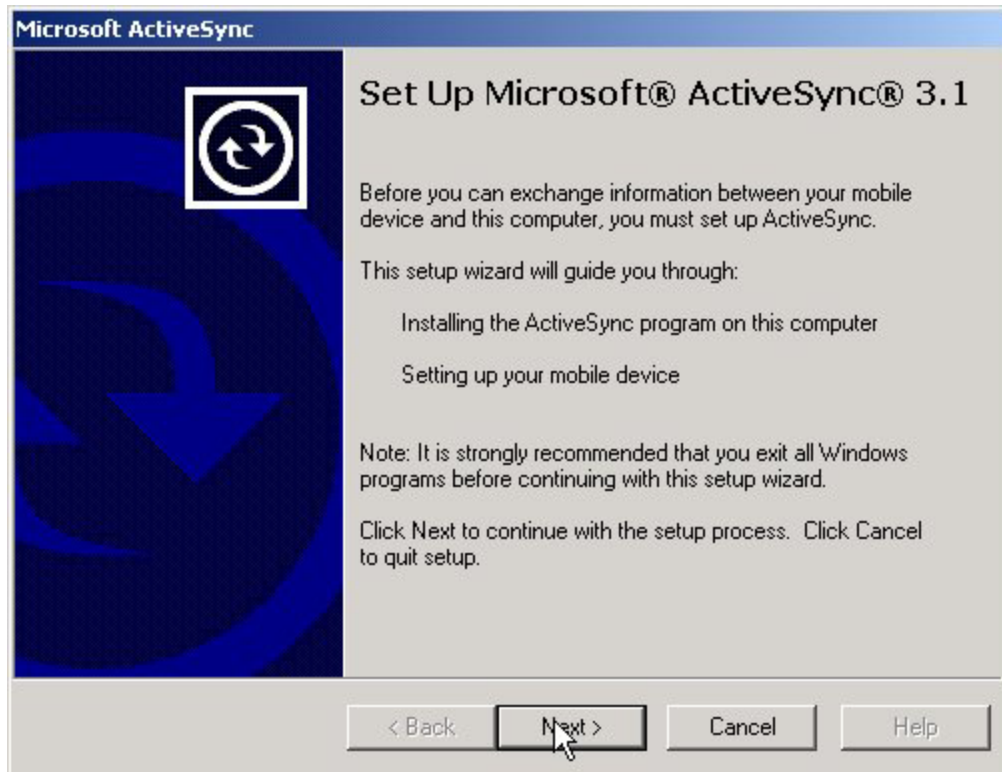 Microsoft ActiveSync
Set Up Microsoft® ActiveSync® 3.1
Before you can exchange information between your mobile
device and this computer, you must set up ActiveSync.
This setup wizard will guide you through:
Installing the ActiveSync program on this computer
Setting up your mobile device
Note: It is strongly recommended that you exit all Windows
programs before continuing with this setup wizard.
Click Next to continue with the setup process.  Click Cancel
to quit setup.
< Back
Next >
Cancel
Help